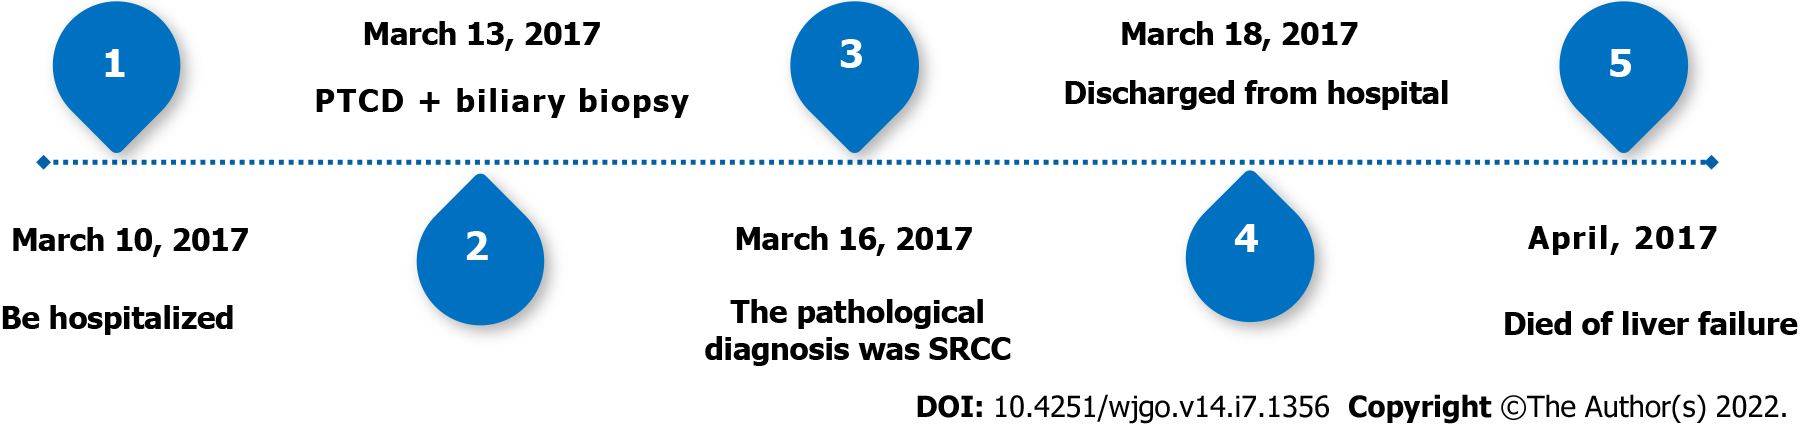 1
March 10, 2017
Be hospitalized
March 13, 2017
PTCD + biliary biopsy
2
3
March 16, 2017
The pathological
diagnosis was SRCC
March 18, 2017
Discharged from hospital
4
5
April, 2017
Died of liver failure
DOI: 10.4251/wjgo.v14.i7.1356 Copyright ©The Author(s) 2022.